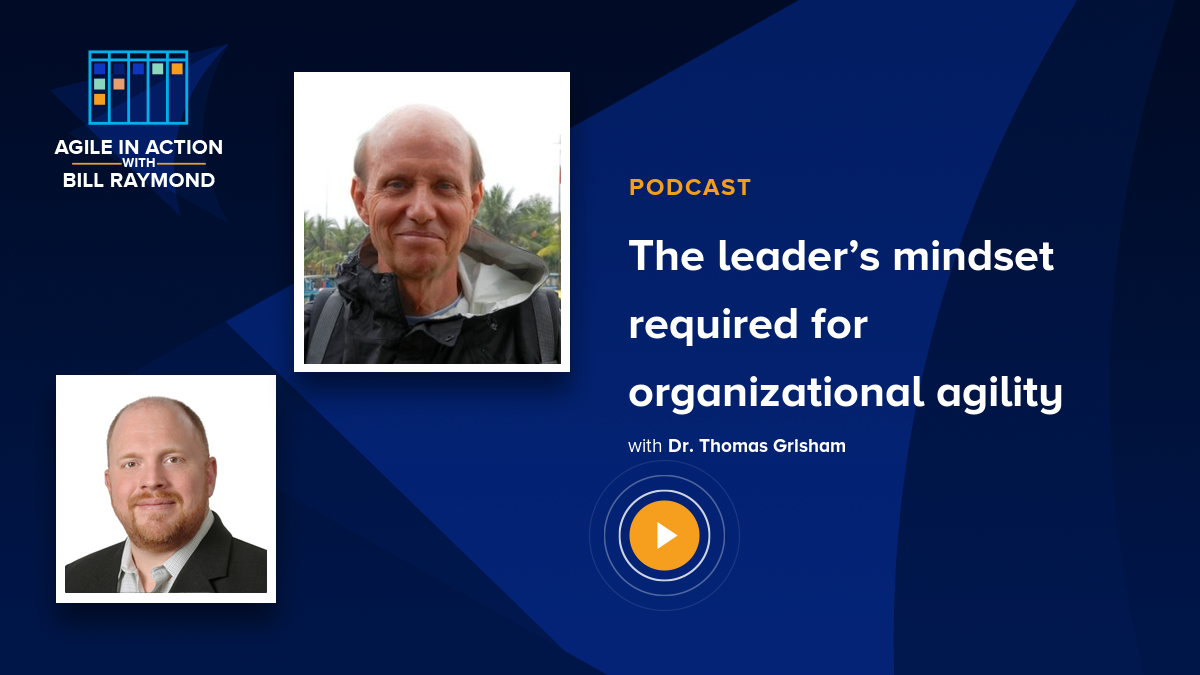 AGILE IN ACTION
WITH
BILL RAYMOND
PODCAST
The leader’s mindset
required for
organizational agility
with Dr. Thomas Grisham